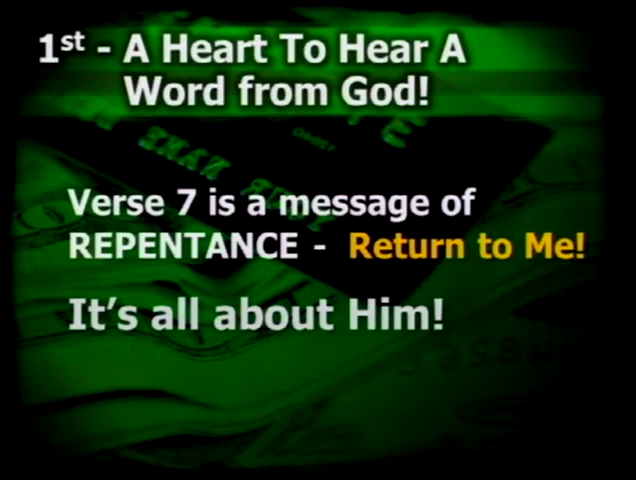 1st - A Heart To Hear A
Word from God!
Verse 7 is a message of
REPENTANCE - Return to Me!
It's all about Him!